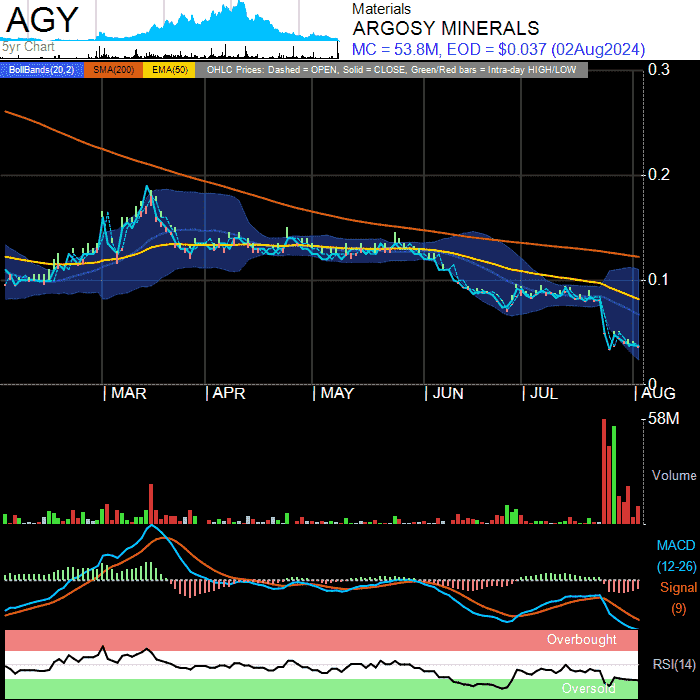 AGY
5yr Chart
Materials
ARGOSY MINERALS
MC = 53.8M, EOD = $0.037 (02Aug2024)
BollBands(20,2) SMA(200) EMA(50) OHLC Prices: Dashed = OPEN, Solid = CLOSE, Green/Red bars = Intra-day HIGH/LOW
0.3
0.2
0.1
0
MAR APR MAY JUN JUL AUG
58M
Volume
MACD
(12-26)
Signal
(9)
Overbought
RSI(14)
Oversold